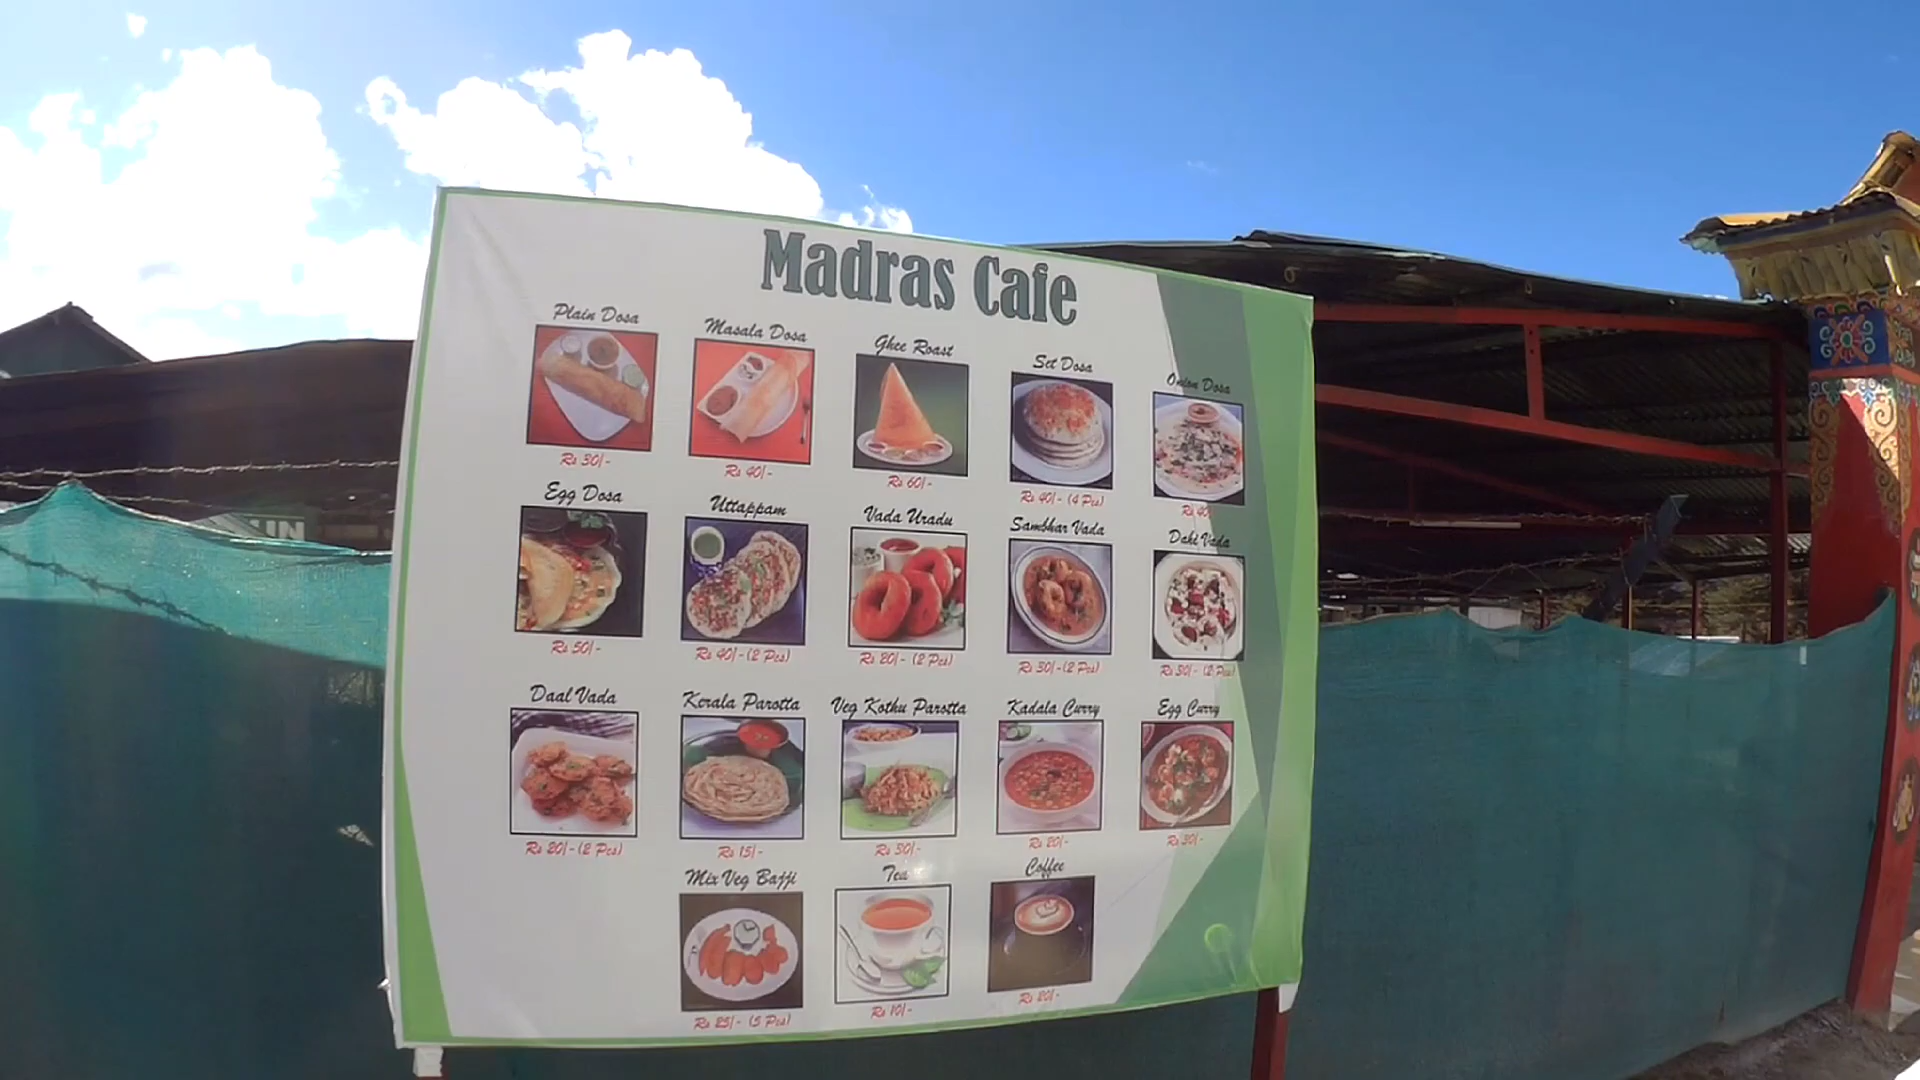 Madras Cafe
Plain Dosa
Masala Dosa
Ghee Roast
Set Dosa
Onion Dosa
Rs 30/-
Rs 40/-
Rs 60/-
Rs 40/- (4 Pcs)
Rs 40
Egg Dosa
Uttappam
Vada Uradu
Sambhar Vada
Dahi Vada
Rs 50/-
Rs 40/- (2 Pcs)
Rs 20/- (2 Pcs)
Rs 30/- (2 Pcs)
Rs 30/- (2 Pcs)
Daal Vada
Kerala Parotta
Veg Kothu Parotta
Kadala Curry
Egg Curry
Rs 20/- (2 Pcs)
Rs 15/-
Rs 50/-
Rs 20/-
Rs 30/-
Mix Veg Bajji
Tea
Coffee
Rs 25/- (5 Pcs)
Rs 10/-
Rs 20/-